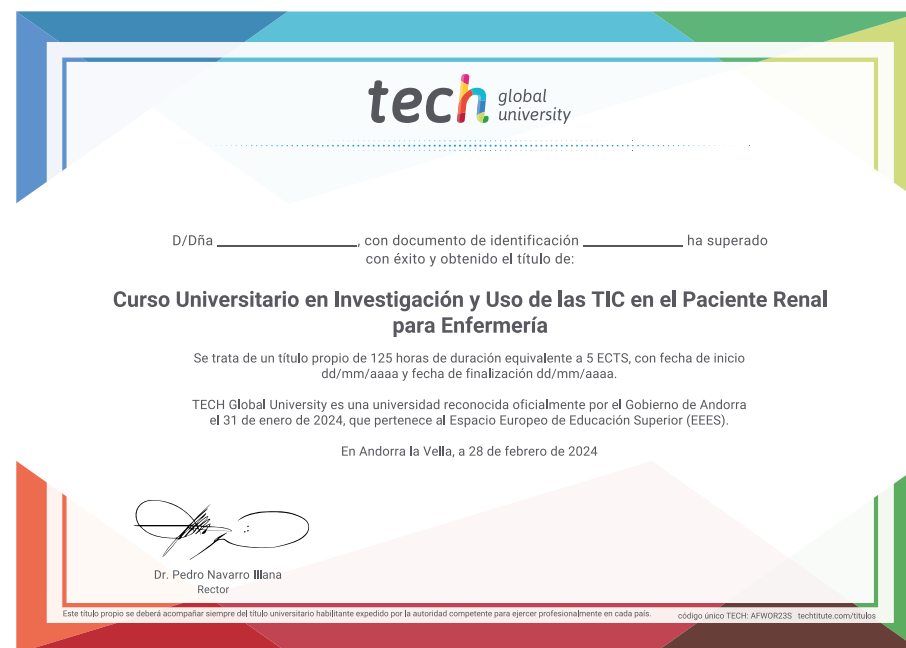 tech global university
D/Dña ____________________, con documento de identificación ______________ ha superado
con éxito y obtenido el título de:
Curso Universitario en Investigación y Uso de las TIC en el Paciente Renal
para Enfermería
Se trata de un título propio de 125 horas de duración equivalente a 5 ECTS, con fecha de inicio
dd/mm/aaaa y fecha de finalización dd/mm/aaaa.
TECH Global University es una universidad reconocida oficialmente por el Gobierno de Andorra
el 31 de enero de 2024, que pertenece al Espacio Europeo de Educación Superior (EEES).
En Andorra la Vella, a 28 de febrero de 2024
Dr. Pedro Navarro Illana
Rector
Este título propio se deberá acompañar siempre del título universitario habilitante expedido por la autoridad competente para ejercer profesionalmente en cada país.
código único TECH: AFWOR23S techtitute.com/titulos